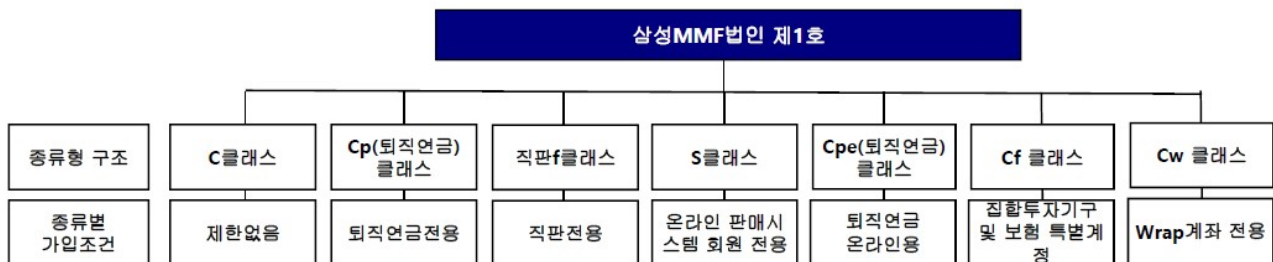 삼성MMF법인 제1호
종류형 구조
C클래스
Cp(퇴직연금)
클래스
직판f클래스
S클래스
Cpe(퇴직연금)
클래스
Cf 클래스
Cw 클래스
종류별
가입조건
제한없음
퇴직연금전용
직판전용
온라인 판매시
스템 회원 전용
퇴직연금
온라인용
집합투자기구
및 보험 특별계
정
Wrap계좌 전용